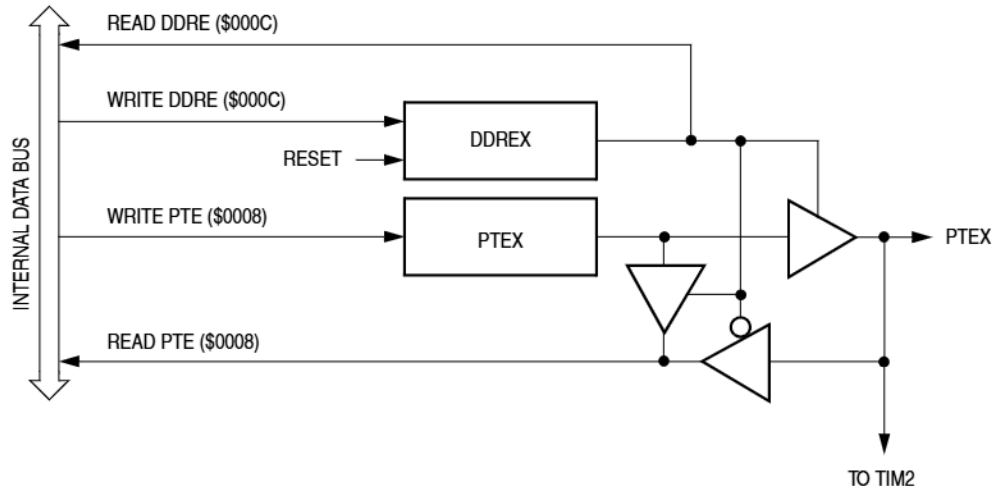 READ DDRE ($000C)
WRITE DDRE ($000C)
DDREX
RESET
WRITE PTE ($0008)
PTEX
PTEX
INTERNAL DATA BUS
READ PTE ($0008)
TO TIM2